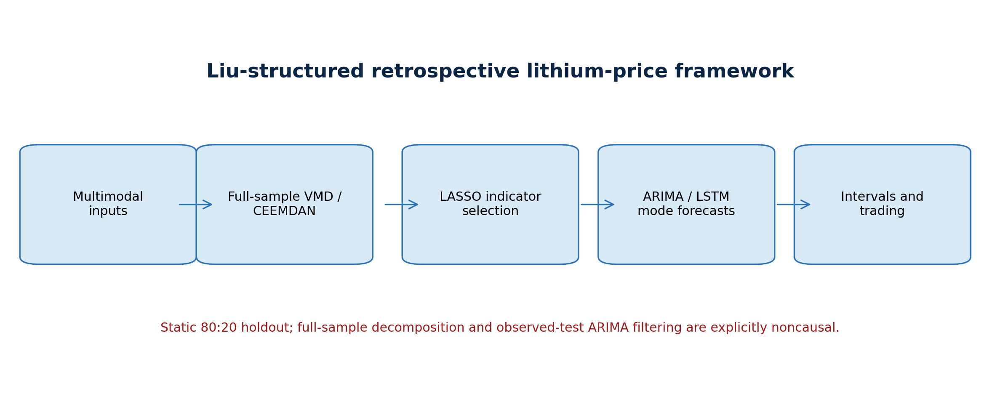 Liu-structured retrospective lithium-price framework
Multimodal
inputs
Full-sample VMD /
CEEMDAN
LASSO indicator
selection
ARIMA / LSTM
mode forecasts
Intervals and
trading
Static 80:20 holdout; full-sample decomposition and observed-test ARIMA filtering are explicitly noncausal.